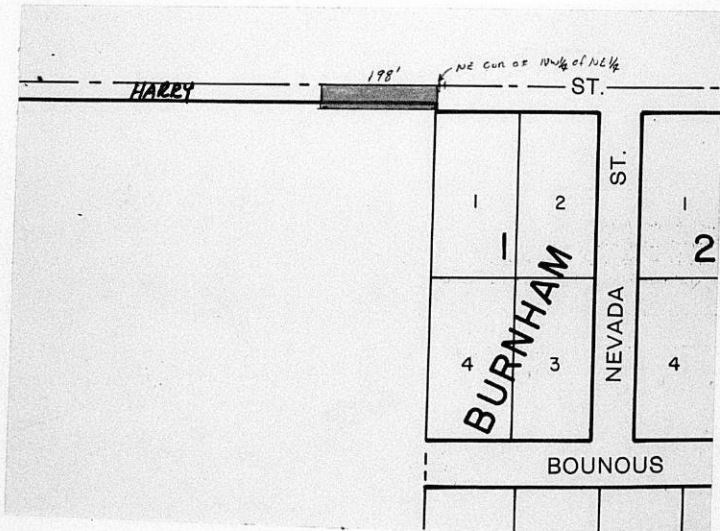 198'
NE Cor of NW¼ of NE¼
HARRY ST.
1
2
1
1
2
ST.
BURNHAM
NEVADA
4
3
4
BOUNOUS